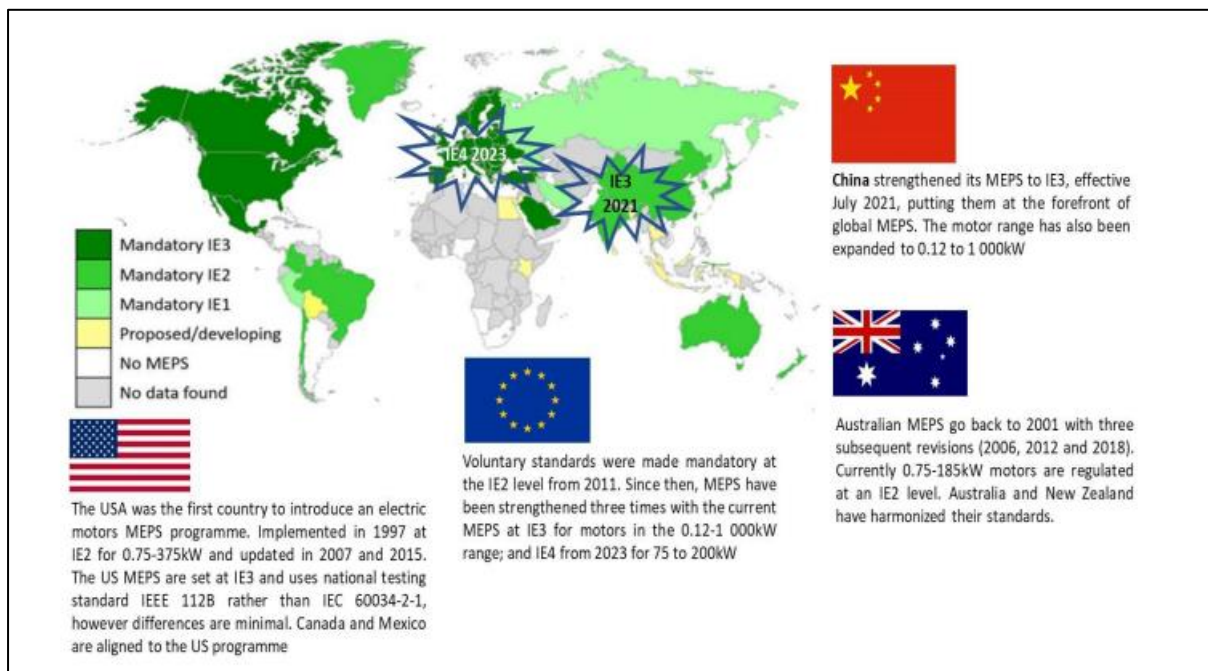 IE4 2023
IE3
2021
Mandatory IE3
Mandatory IE2
Mandatory IE1
Proposed/developing
No MEPS
No data found
The USA was the first country to introduce an electric
motors MEPS programme. Implemented in 1997 at
IE2 for 0.75-375kW and updated in 2007 and 2015.
The US MEPS are set at IE3 and uses national testing
standard IEEE 112B rather than IEC 60034-2-1,
however differences are minimal. Canada and Mexico
are aligned to the US programme
Voluntary standards were made mandatory at
the IE2 level from 2011. Since then, MEPS have
been strengthened three times with the current
MEPS at IE3 for motors in the 0.12-1 000kW
range; and IE4 from 2023 for 75 to 200kW
China strengthened its MEPS to IE3, effective
July 2021, putting them at the forefront of
global MEPS. The motor range has also been
expanded to 0.12 to 1 000kW
Australian MEPS go back to 2001 with three
subsequent revisions (2006, 2012 and 2018).
Currently 0.75-185kW motors are regulated
at an IE2 level. Australia and New Zealand
have harmonized their standards.